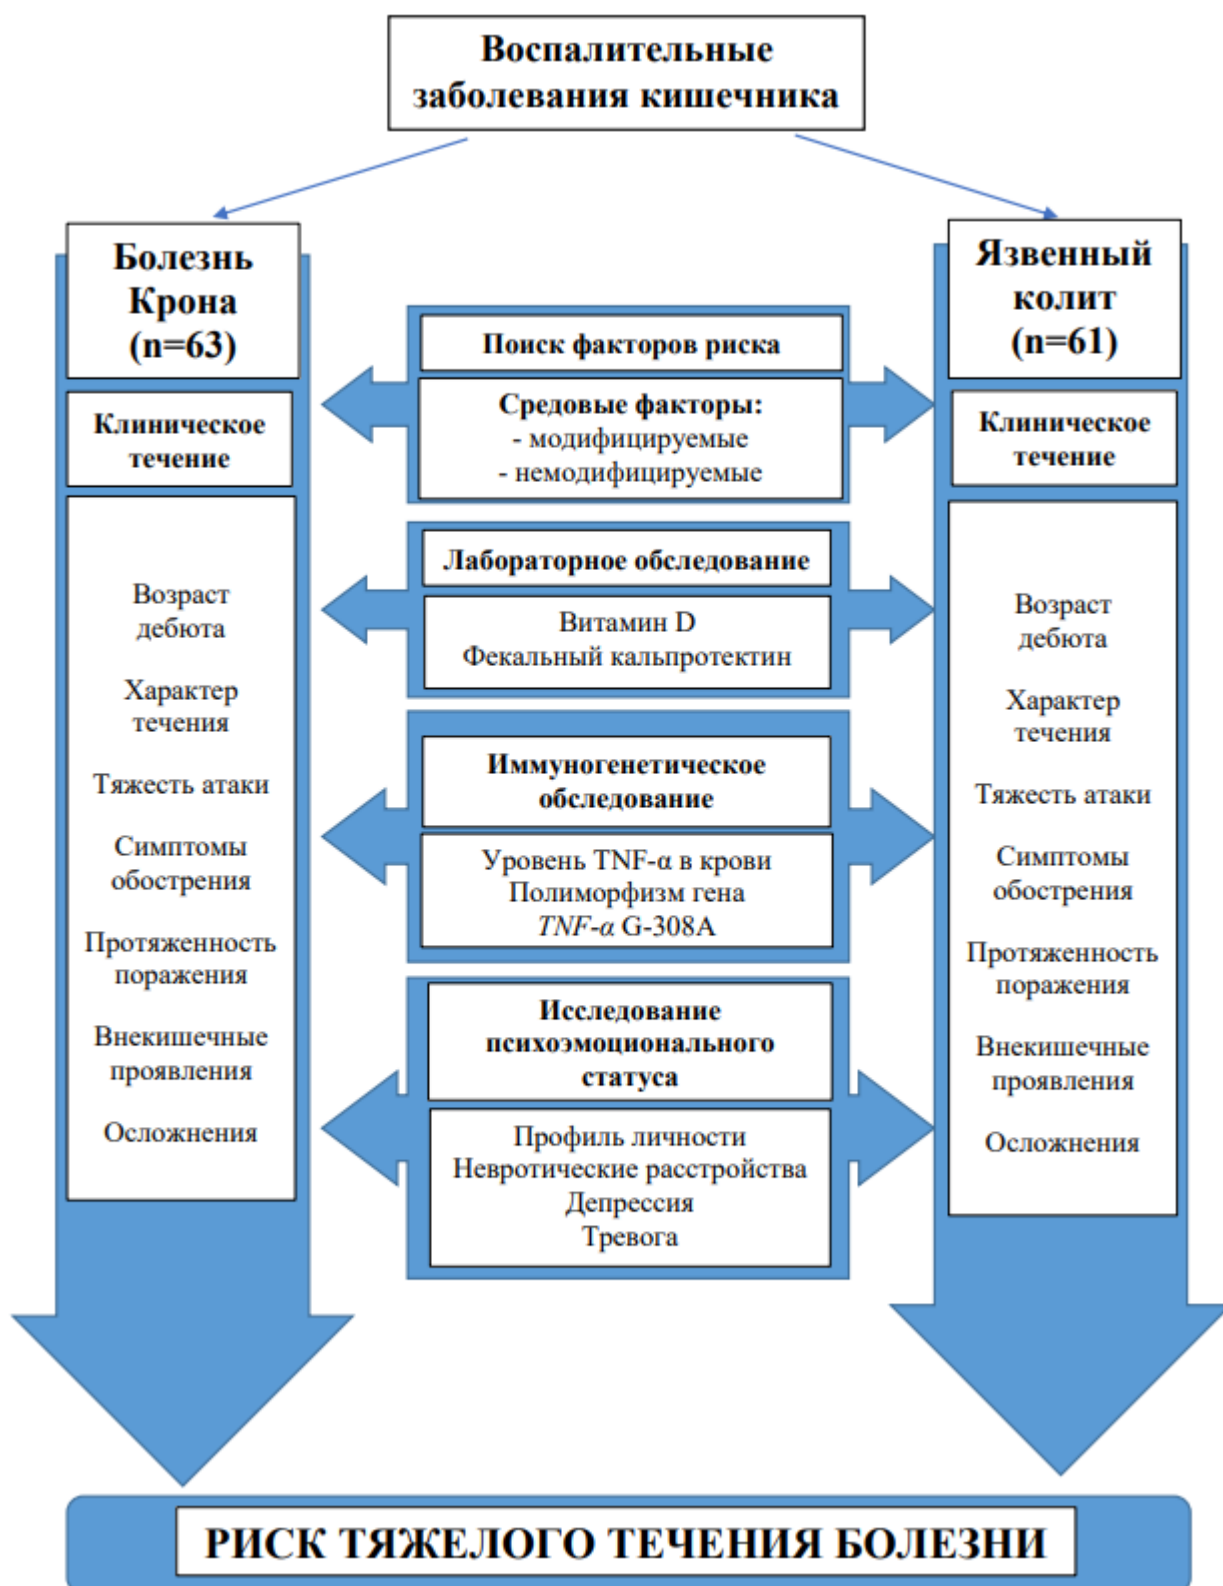 Воспалительные
заболевания кишечника
Болезнь
Крона
(n=63)
Клиническое
течение
Возраст
дебюта
Характер
течения
Тяжесть атаки
Симптомы
обострения
Протяженность
поражения
Внекишечные
проявления
Осложнения
Поиск факторов риска
Средовые факторы:
- модифицируемые
- немодифицируемые
Лабораторное обследование
Витамин D
Фекальный кальпротектин
Иммуногенетическое
обследование
Уровень TNF-α в крови
Полиморфизм гена
TNF-α G-308A
Исследование
психоэмоционального
статуса
Профиль личности
Невротические расстройства
Депрессия
Тревога
Язвенный
колит
(n=61)
Клиническое
течение
Возраст
дебюта
Характер
течения
Тяжесть атаки
Симптомы
обострения
Протяженность
поражения
Внекишечные
проявления
Осложнения
РИСК ТЯЖЕЛОГО ТЕЧЕНИЯ БОЛЕЗНИ